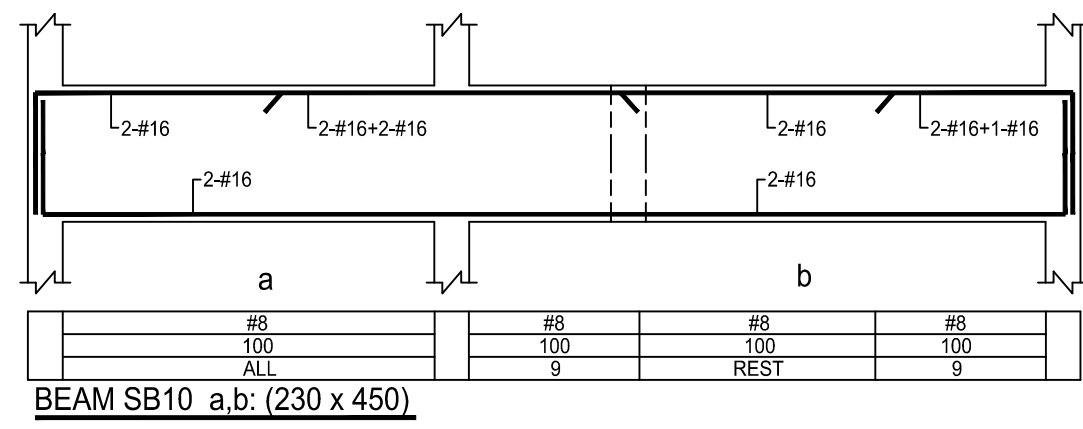 2-#16
2-#16+2-#16
2-#16
2-#16+1-#16
2-#16
2-#16
a
b
#8 #8 #8 #8
100 100 100 100
ALL 9 REST 9
BEAM SB10 a,b: (230 x 450)